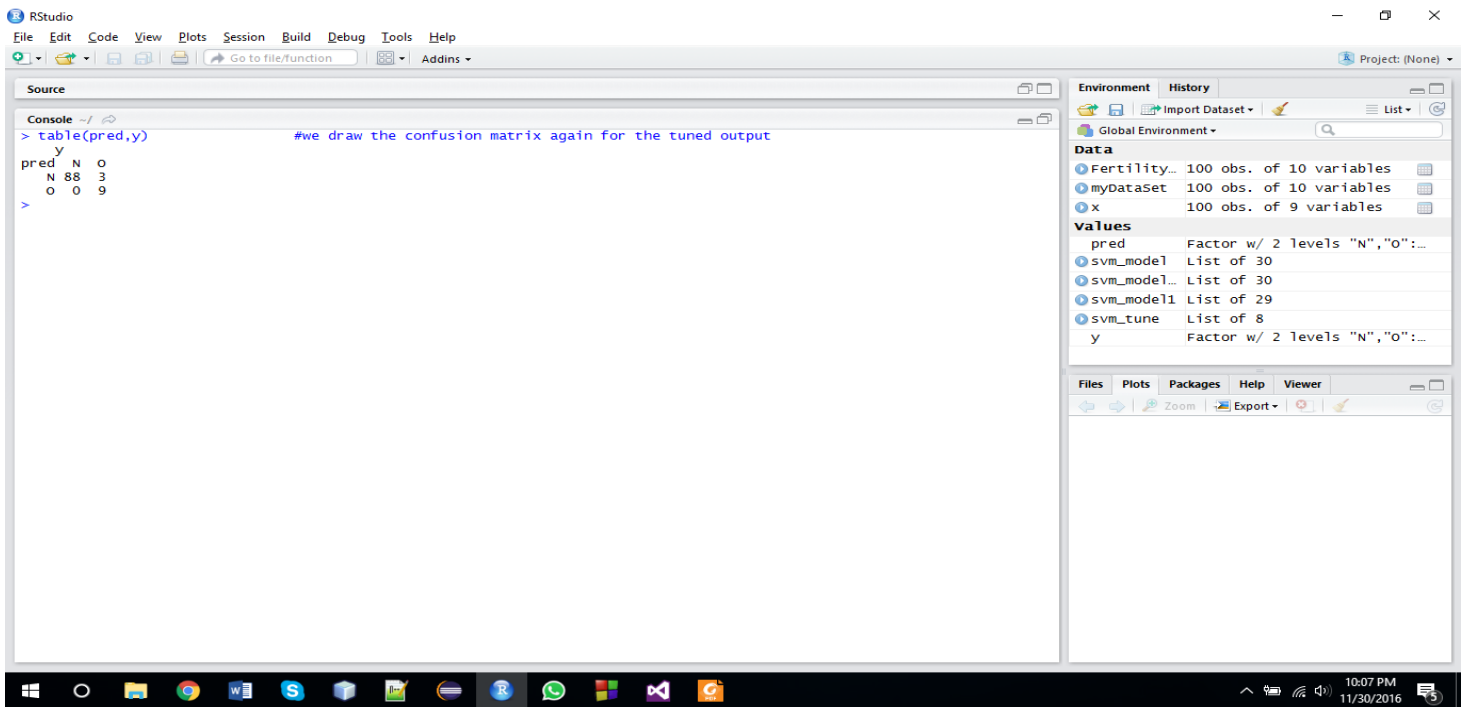 RStudio
File Edit Code View Plots Session Build Debug Tools Help
Go to file/function Addins Project: (None)
Source
Console ~/
> table(pred,y) #we draw the confusion matrix again for the tuned output
y
pred N O
N 88 3
O 0 9
>
Environment History
Import Dataset List
Global Environment
Data
Fertility… 100 obs. of 10 variables
myDataSet 100 obs. of 10 variables
x 100 obs. of 9 variables
Values
pred Factor w/ 2 levels "N","O":…
svm_model List of 30
svm_model… List of 30
svm_model1 List of 29
svm_tune List of 8
y Factor w/ 2 levels "N","O":…
Files Plots Packages Help Viewer
Zoom Export
10:07 PM
11/30/2016